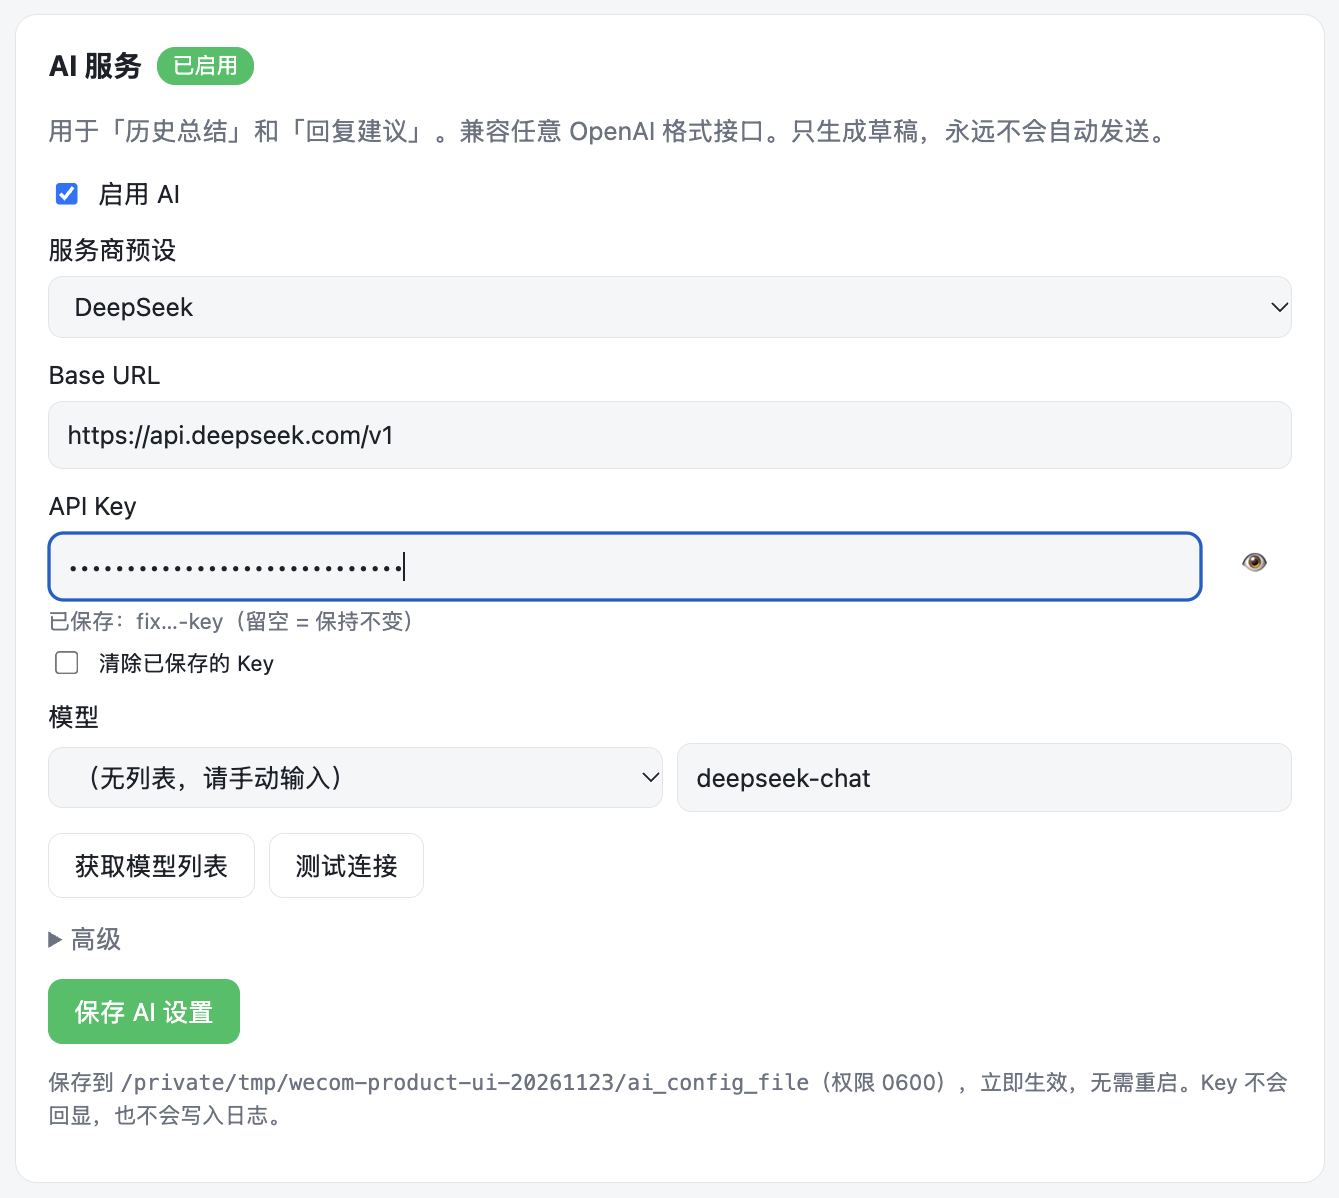 AI 服务 已启用
用于「历史总结」和「回复建议」。兼容任意 OpenAI 格式接口。只生成草稿，永远不会自动发送。
启用 AI
服务商预设
DeepSeek
Base URL
https://api.deepseek.com/v1
API Key
•••••••••••••••••••••••••••••
已保存：fix...-key（留空 = 保持不变）
清除已保存的 Key
模型
（无列表，请手动输入） deepseek-chat
获取模型列表 测试连接
高级
保存 AI 设置
保存到 /private/tmp/wecom-product-ui-20261123/ai_config_file（权限 0600），立即生效，无需重启。Key 不会
回显，也不会写入日志。